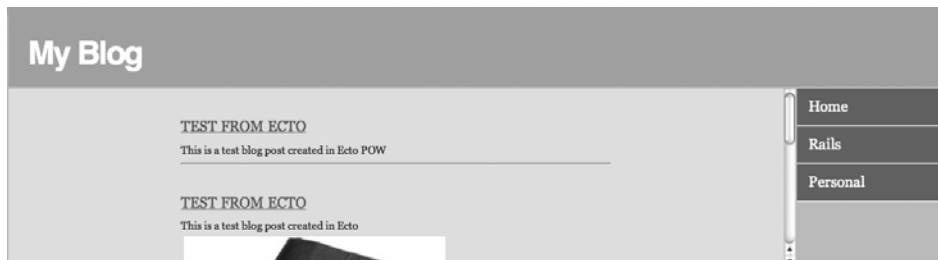 My Blog
TEST FROM ECTO
This is a test blog post created in Ecto POW
TEST FROM ECTO
This is a test blog post created in Ecto
Home
Rails
Personal